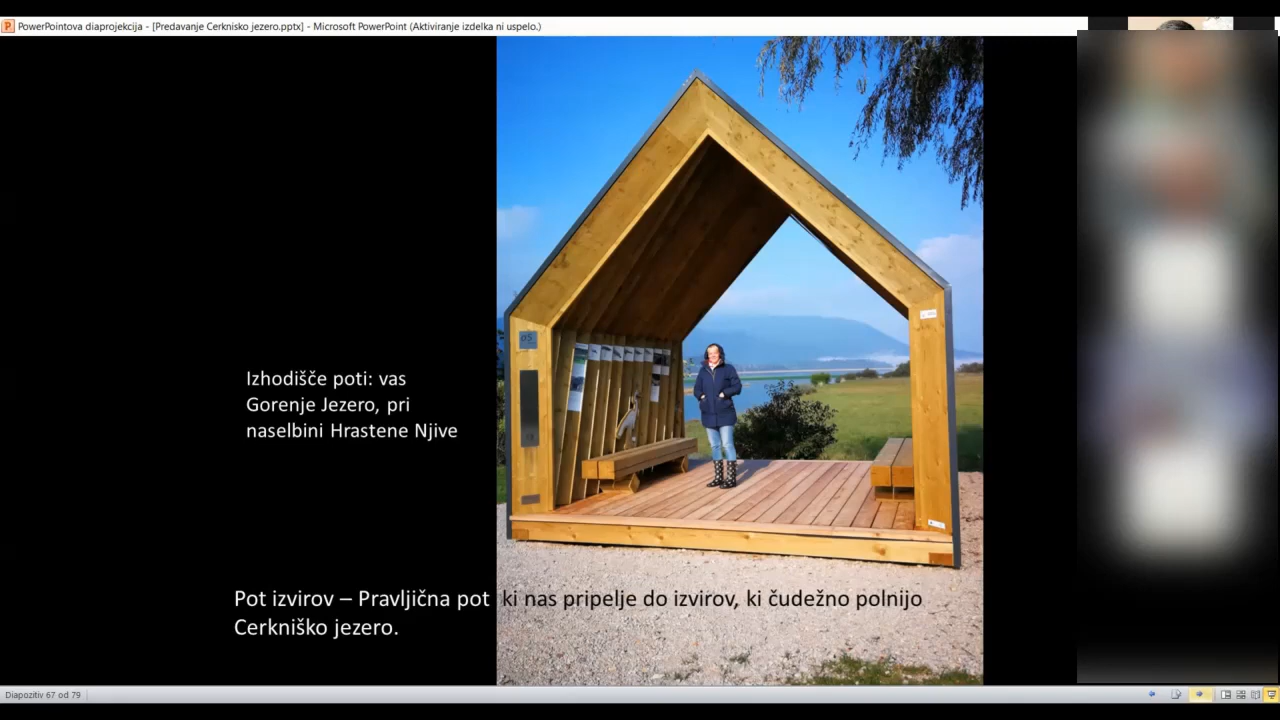 PowerPointova diaprojekcija - [Predavanje Cerknisko jezero.pptx] - Microsoft PowerPoint (Aktiviranje izdelka ni uspelo.)
Izhodišče poti: vas
Gorenje Jezero, pri
naselbini Hrastene Njive
Pot izvirov – Pravljična pot ki nas pripelje do izvirov, ki čudežno polnijo
Cerkniško jezero.
Diapozitiv 67 od 79